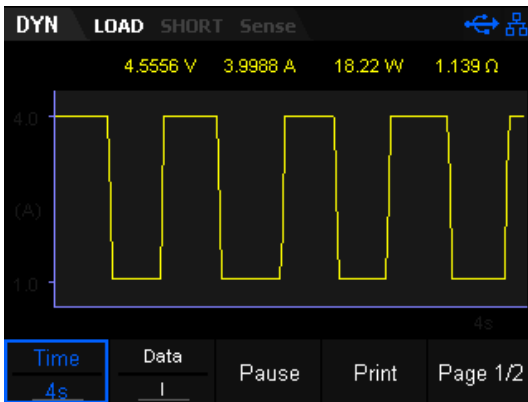 DYN LOAD SHORT Sense
4.5556 V 3.9988 A 18.22 W 1.139 Ω
4.0
(A)
1.0
4s
Time Data Pause Print Page 1/2
4s I